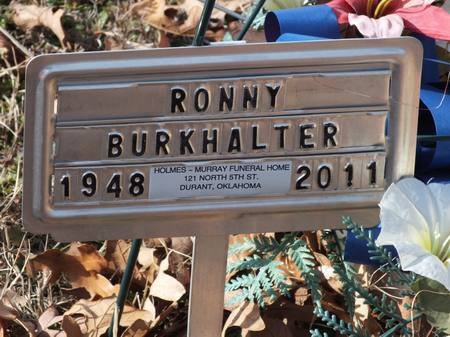 RONNY
BURKHALTER
1948 HOLMES - MURRAY FUNERAL HOME 2011
121 NORTH 5TH ST.
DURANT, OKLAHOMA